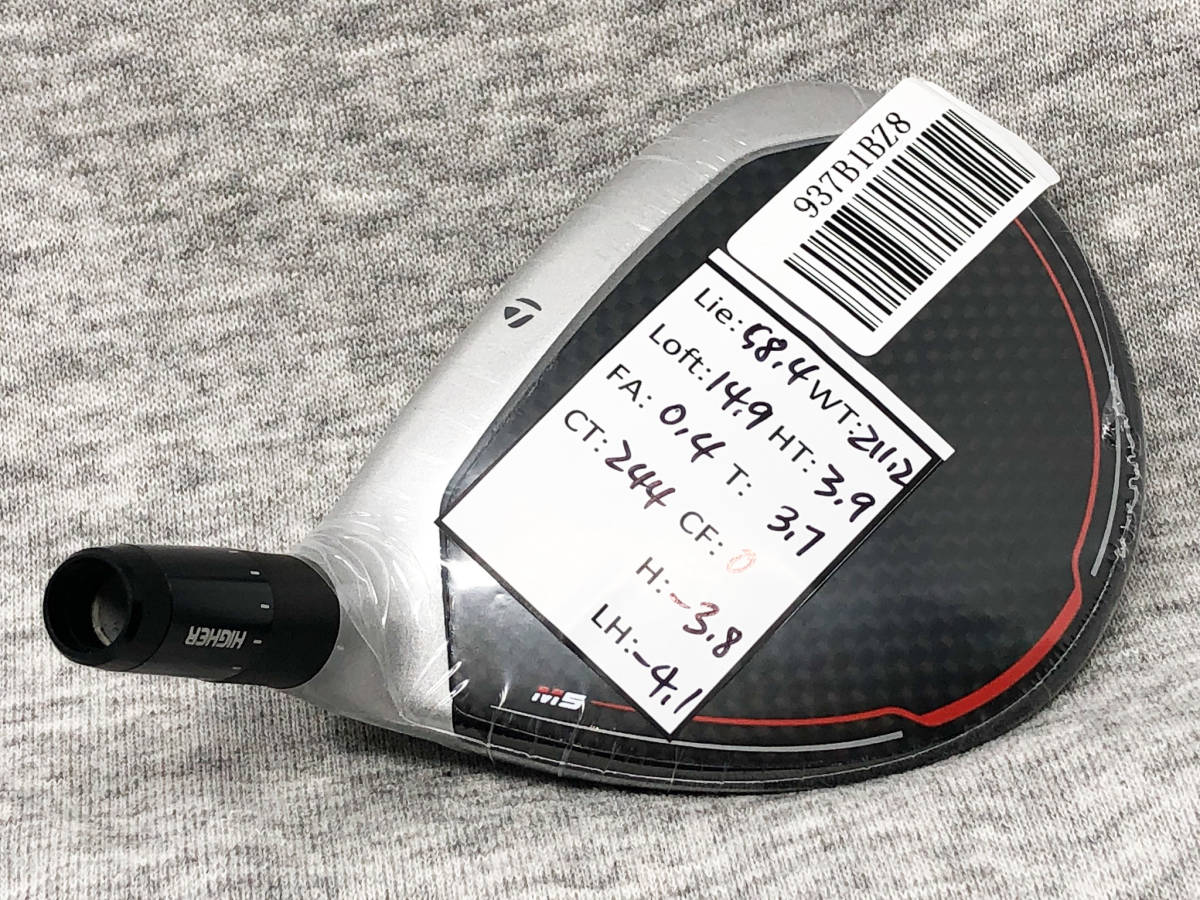 937B1BZ8
Lie: 58.4 WT: 211.2
Loft: 14.9 HT: 3.9
FA: 0.4 T: 3.7
CT: 244 CF: 0
H: -3.8
LH: -4.1
HIGHER
M5